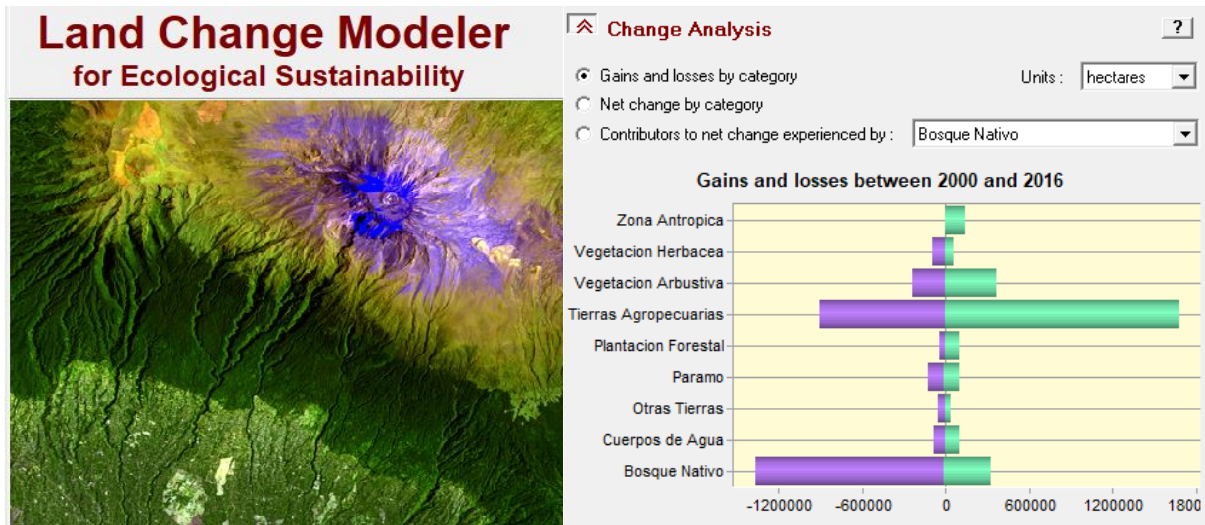 Land Change Modeler
for Ecological Sustainability
Change Analysis
?
Gains and losses by category
Units :
hectares
Net change by category
Contributors to net change experienced by :
Bosque Nativo
Gains and losses between 2000 and 2016
Zona Antropica
Vegetacion Herbacea
Vegetacion Arbustiva
Tierras Agropecuarias
Plantacion Forestal
Paramo
Otras Tierras
Cuerpos de Agua
Bosque Nativo
-1200000 -600000 0 600000 1200000 1800